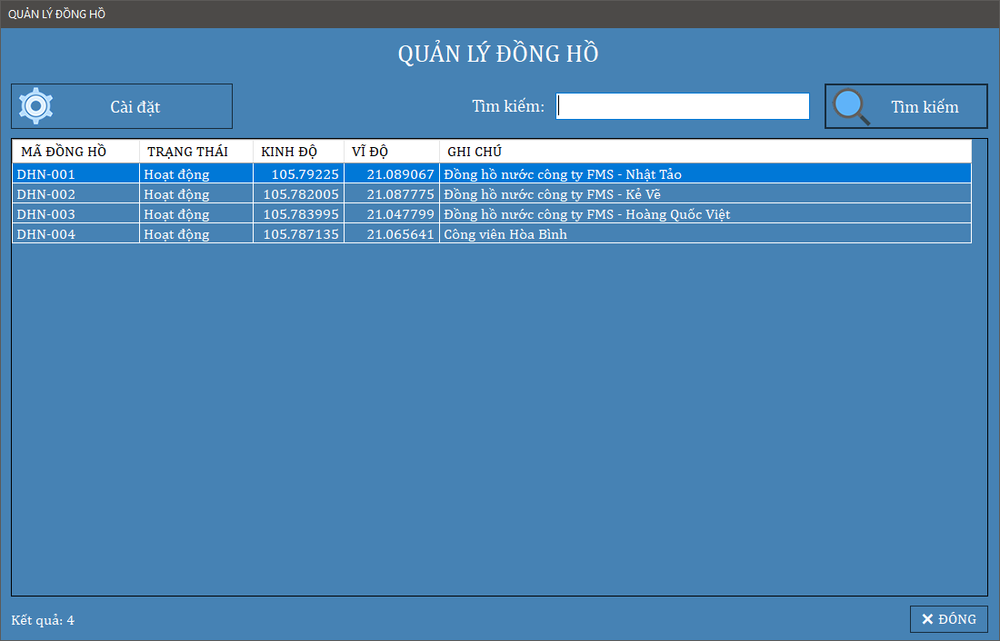 QUẢN LÝ ĐỒNG HỒ
QUẢN LÝ ĐỒNG HỒ
Cài đặt Tìm kiếm: Tìm kiếm
MÃ ĐỒNG HỒ TRẠNG THÁI KINH ĐỘ VĨ ĐỘ GHI CHÚ
DHN-001 Hoạt động 105.79225 21.089067 Đồng hồ nước công ty FMS - Nhật Tảo
DHN-002 Hoạt động 105.782005 21.087775 Đồng hồ nước công ty FMS - Kẻ Vẽ
DHN-003 Hoạt động 105.783995 21.047799 Đồng hồ nước công ty FMS - Hoàng Quốc Việt
DHN-004 Hoạt động 105.787135 21.065641 Công viên Hòa Bình
Kết quả: 4 ĐÓNG